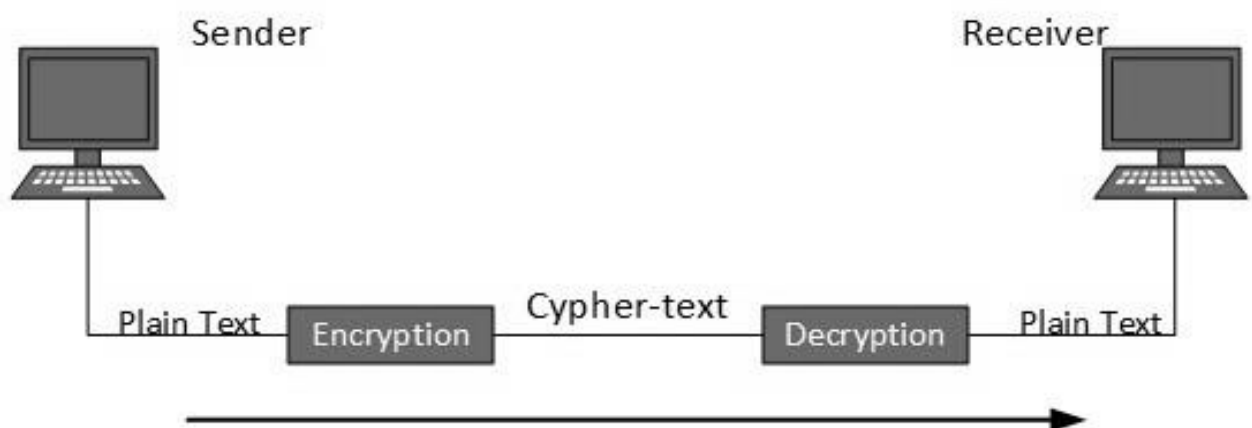 Sender
Receiver
Plain Text
Encryption
Cypher-text
Decryption
Plain Text